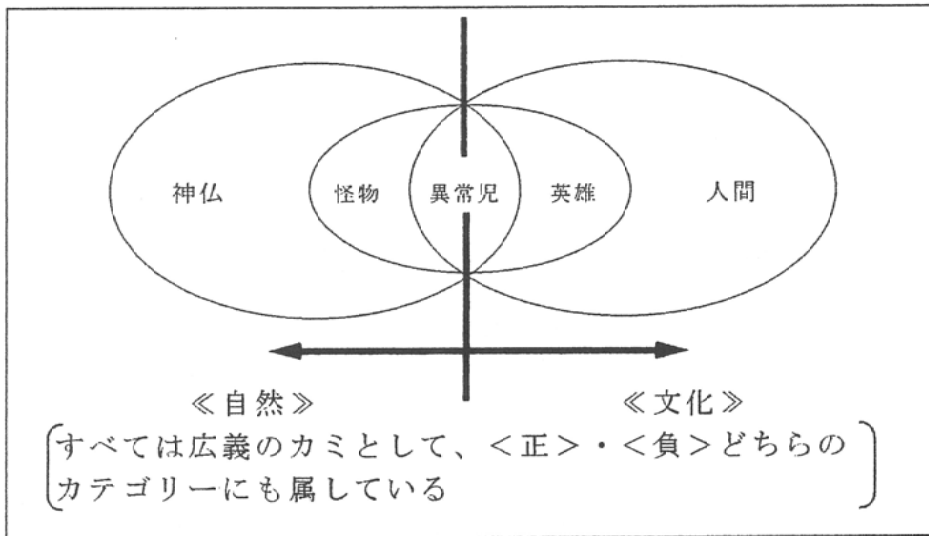 神仏 怪物 異常児 英雄 人間
≪自然≫ ≪文化≫
すべては広義のカミとして、＜正＞・＜負＞どちらの
カテゴリーにも属している